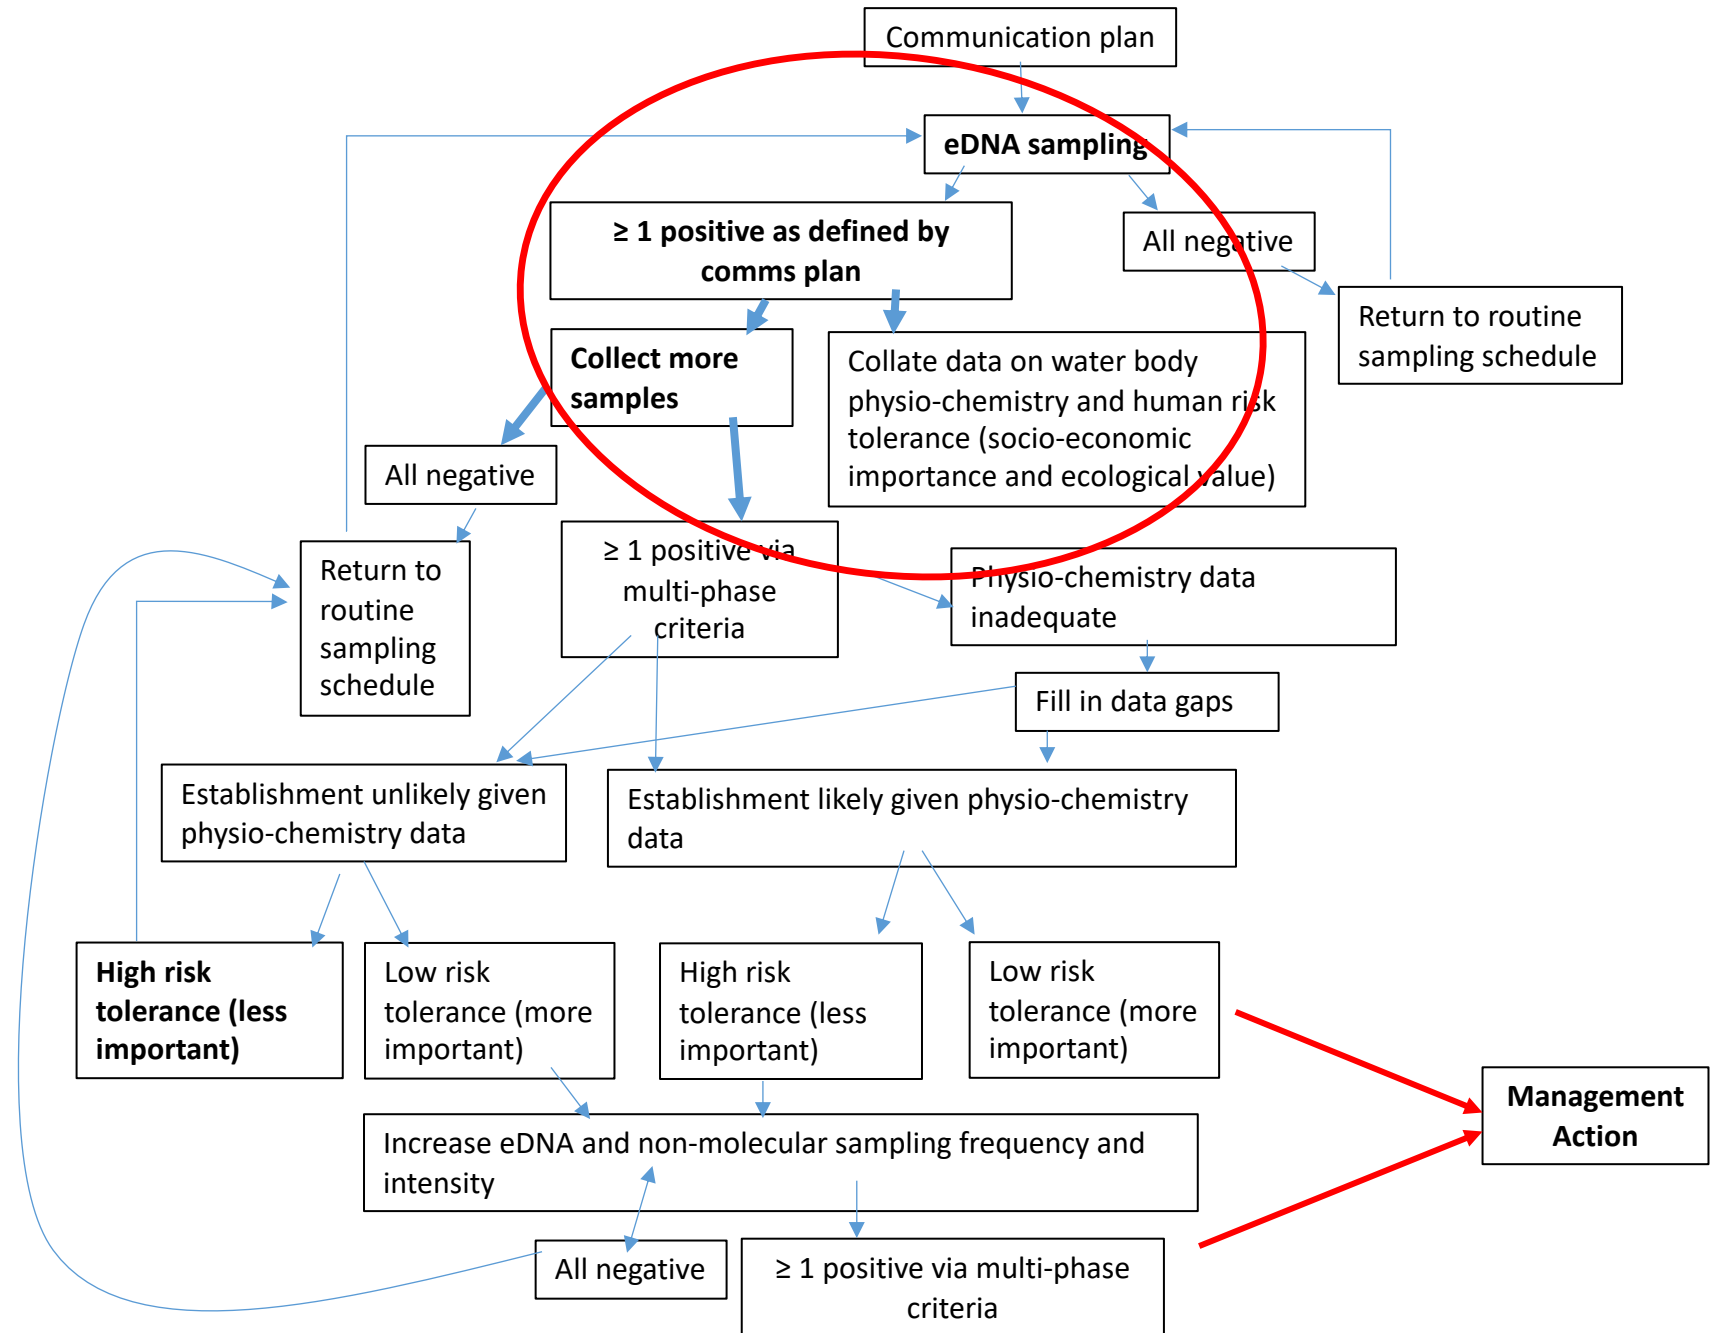 Communication plan
eDNA sampling
≥ 1 positive as defined by
comms plan
All negative
Return to routine
sampling schedule
Collect more
samples
Collate data on water body
physio-chemistry and human risk
tolerance (socio-economic
importance and ecological value)
All negative
≥ 1 positive via
multi-phase
criteria
Physio-chemistry data
inadequate
Return to
routine
sampling
schedule
Fill in data gaps
Establishment unlikely given
physio-chemistry data
Establishment likely given physio-chemistry
data
High risk
tolerance (less
important)
Low risk
tolerance (more
important)
High risk
tolerance (less
important)
Low risk
tolerance (more
important)
Management
Action
Increase eDNA and non-molecular sampling frequency and
intensity
All negative
≥ 1 positive via multi-phase
criteria